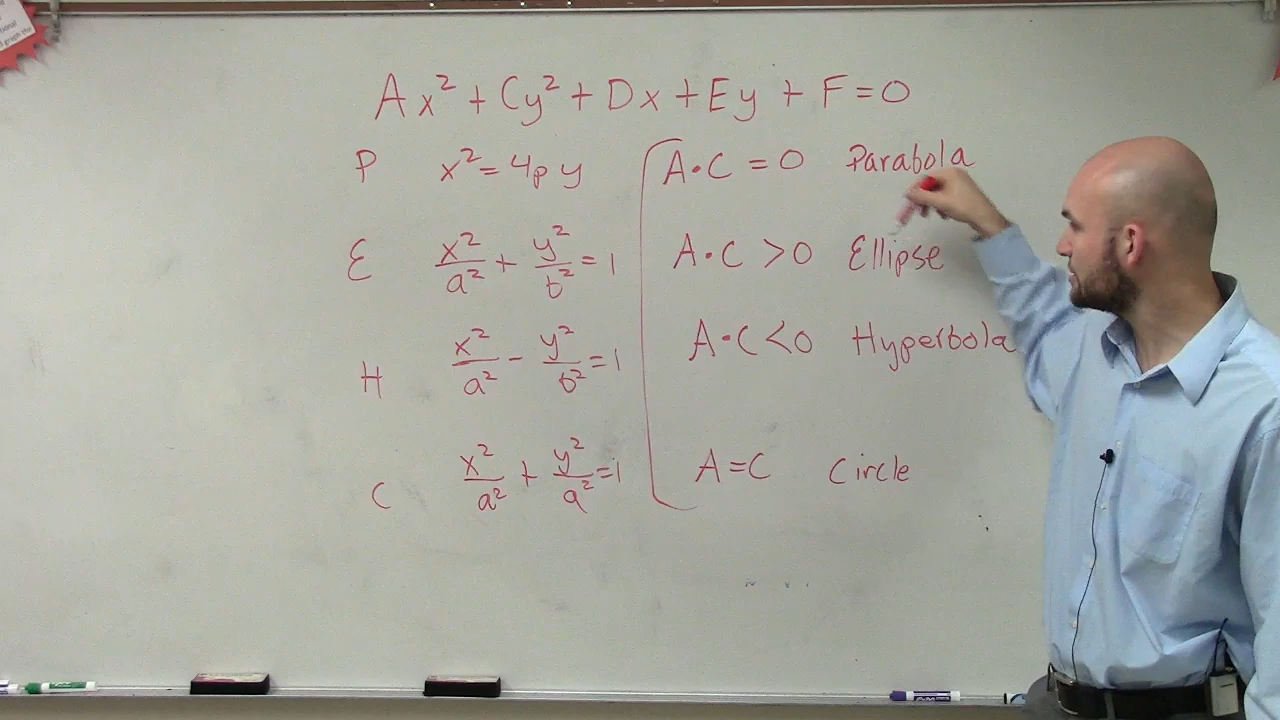 Ax² + Cy² + Dx + Ey + F = 0
P x² = 4py A·C = 0 Parabola
E x²/a² + y²/b² = 1 A·C > 0 Ellipse
H x²/a² - y²/b² = 1 A·C < 0 Hyperbola
C x²/a² + y²/a² = 1 A = C Circle